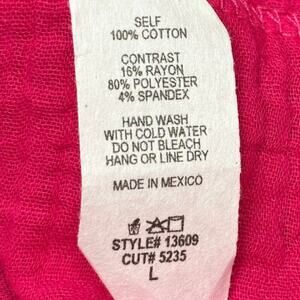 SELF
100% COTTON
CONTRAST
16% RAYON
80% POLYESTER
4% SPANDEX
HAND WASH
WITH COLD WATER
DO NOT BLEACH
HANG OR LINE DRY
MADE IN MEXICO
STYLE# 13609
CUT# 5235
L